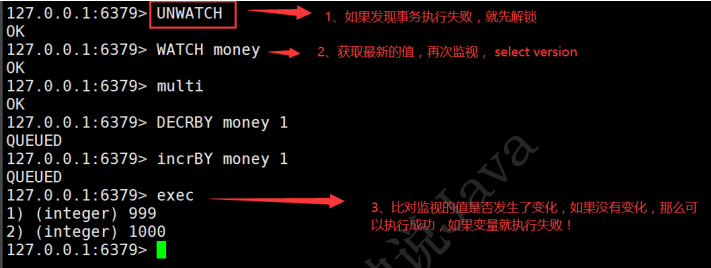 127.0.0.1:6379> UNWATCH
1、如果发现事务执行失败，就先解锁
OK
127.0.0.1:6379> WATCH money
2、获取最新的值，再次监视， select version
OK
127.0.0.1:6379> multi
OK
127.0.0.1:6379> DECRBY money 1
QUEUED
127.0.0.1:6379> incrBY money 1
QUEUED
127.0.0.1:6379> exec
3、比对监视的值是否发生了变化，如果没有变化，那么可
以执行成功，如果变量就执行失败！
1) (integer) 999
2) (integer) 1000
127.0.0.1:6379>
说Java